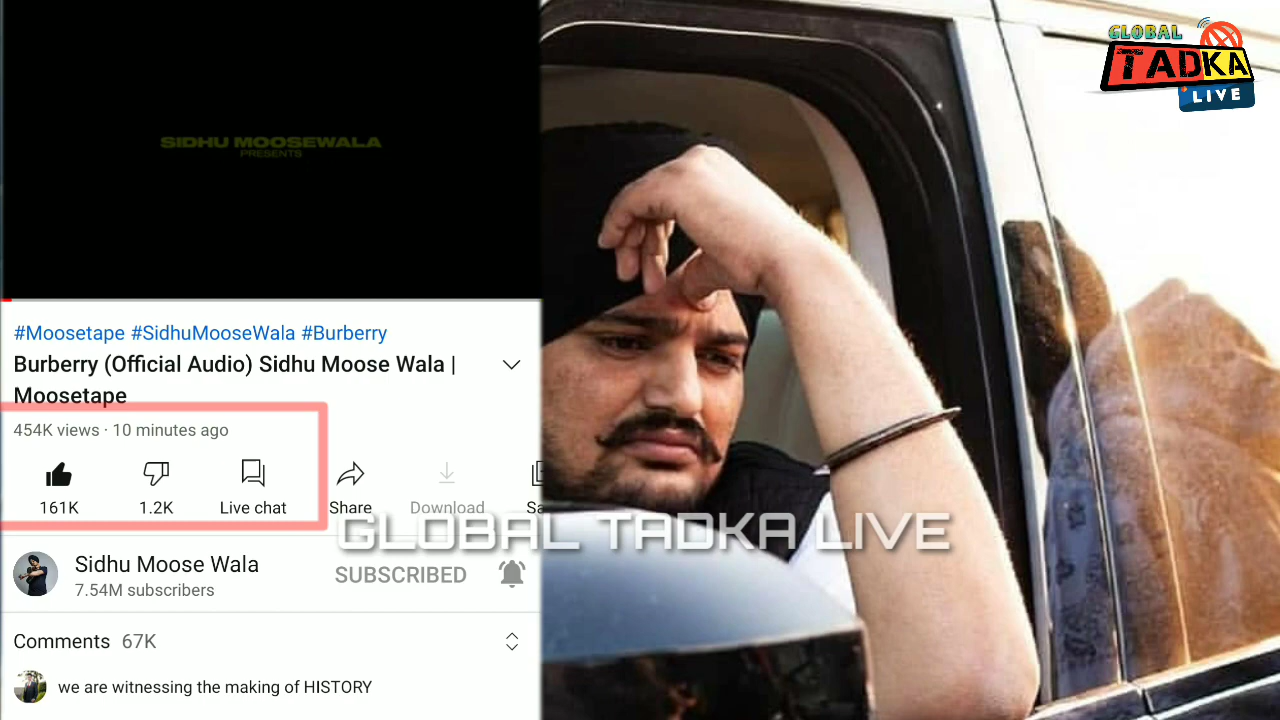 SIDHU MOOSEWALA
PRESENTS
#Moosetape #SidhuMooseWala #Burberry
Burberry (Official Audio) Sidhu Moose Wala |
Moosetape
454K views · 10 minutes ago
161K
1.2K
Live chat
Share
Download
Sa
Sidhu Moose Wala
7.54M subscribers
SUBSCRIBED
Comments 67K
we are witnessing the making of HISTORY
GLOBAL
TADKA
LIVE
GLOBAL TADKA LIVE